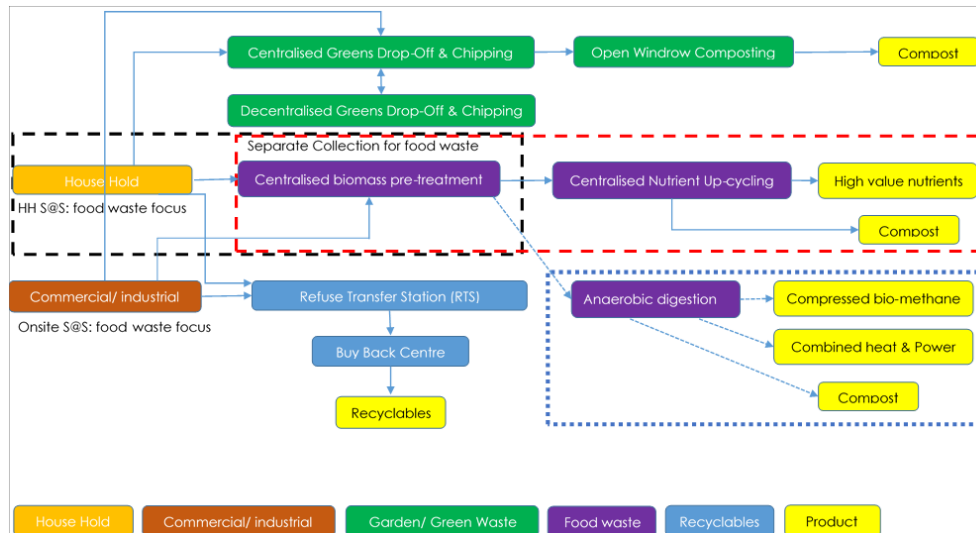 Centralised Greens Drop-Off & Chipping
Open Windrow Composting
Compost
Decentralised Greens Drop-Off & Chipping
Separate Collection for food waste
House Hold
Centralised biomass pre-treatment
Centralised Nutrient Up-cycling
High value nutrients
HH S@S: food waste focus
Compost
Commercial/ industrial
Refuse Transfer Station (RTS)
Anaerobic digestion
Compressed bio-methane
Onsite S@S: food waste focus
Buy Back Centre
Combined heat & Power
Compost
Recyclables
House Hold
Commercial/ industrial
Garden/ Green Waste
Food waste
Recyclables
Product